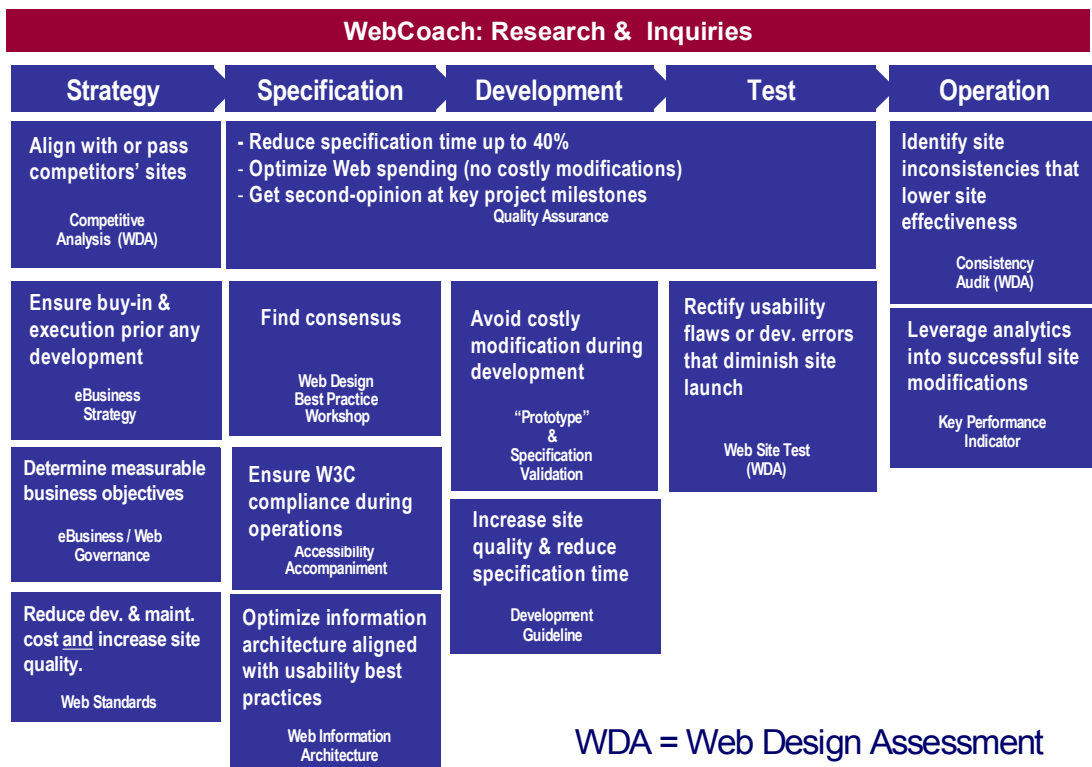 WebCoach: Research & Inquiries
Strategy
Specification
Development
Test
Operation
Align with or pass
competitors' sites
Competitive
Analysis (WDA)
- Reduce specification time up to 40%
- Optimize Web spending (no costly modifications)
- Get second-opinion at key project milestones
Quality Assurance
Identify site
inconsistencies that
lower site
effectiveness
Consistency
Audit (WDA)
Ensure buy-in &
execution prior any
development
eBusiness
Strategy
Find consensus
Web Design
Best Practice
Workshop
Avoid costly
modification during
development
“Prototype”
&
Specification
Validation
Rectify usability
flaws or dev. errors
that diminish site
launch
Web Site Test
(WDA)
Leverage analytics
into successful site
modifications
Key Performance
Indicator
Determine measurable
business objectives
eBusiness / Web
Governance
Ensure W3C
compliance during
operations
Accessibility
Accompaniment
Increase site
quality & reduce
specification time
Development
Guideline
Reduce dev. & maint.
cost and increase site
quality.
Web Standards
Optimize information
architecture aligned
with usability best
practices
Web Information
Architecture
WDA = Web Design Assessment